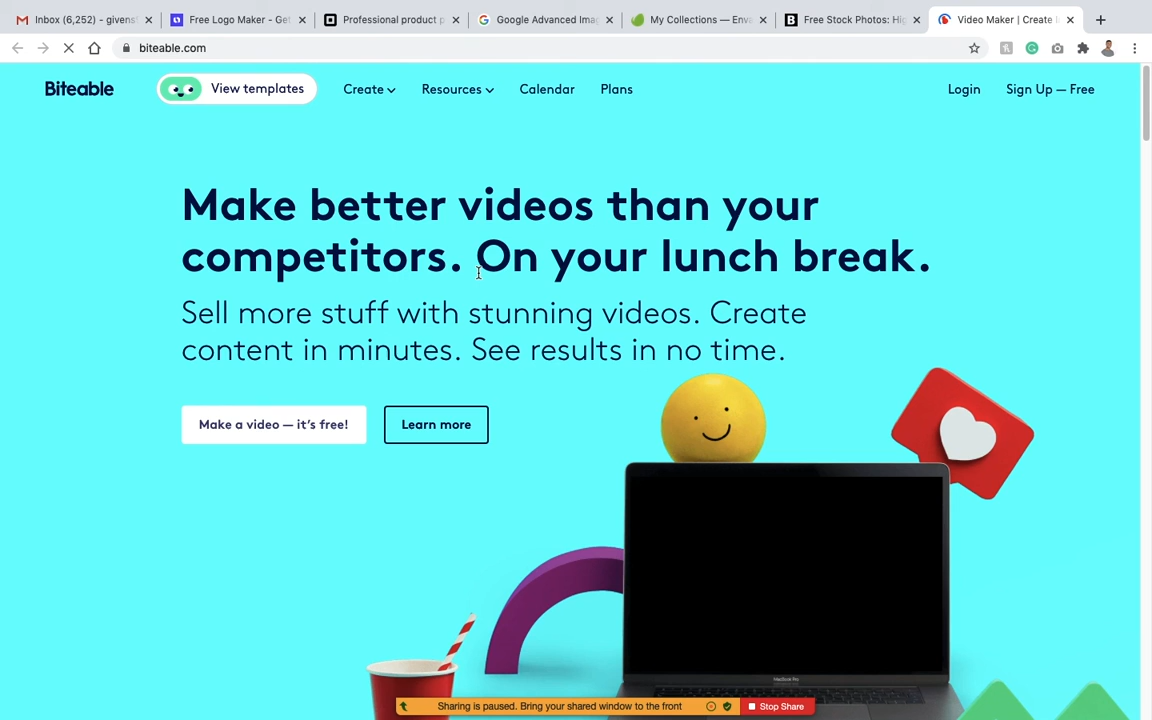 Inbox (6,252) - givens
Free Logo Maker - Get
Professional product p
Google Advanced Imag
My Collections — Enva
Free Stock Photos: Hig
Video Maker | Create
biteable.com
Biteable
View templates
Create
Resources
Calendar
Plans
Login
Sign Up — Free
Make better videos than your
competitors. On your lunch break.
Sell more stuff with stunning videos. Create
content in minutes. See results in no time.
Make a video — it's free!
Learn more
MacBook Pro
Sharing is paused. Bring your shared window to the front
Stop Share